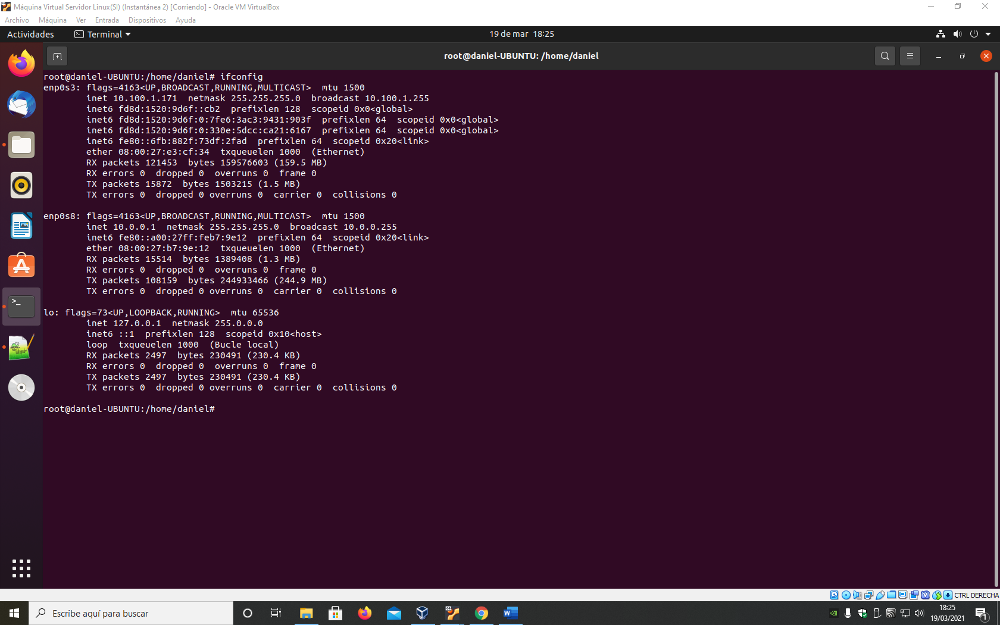 Máquina Virtual Servidor Linux(SI) (Instantánea 2) [Corriendo] - Oracle VM VirtualBox
Archivo Máquina Ver Entrada Dispositivos Ayuda
Actividades Terminal 19 de mar 18:25
root@daniel-UBUNTU: /home/daniel
root@daniel-UBUNTU:/home/daniel# ifconfig
enp0s3: flags=4163<UP,BROADCAST,RUNNING,MULTICAST>  mtu 1500
        inet 10.100.1.171  netmask 255.255.255.0  broadcast 10.100.1.255
        inet6 fd8d:1520:9d6f::cb2  prefixlen 128  scopeid 0x0<global>
        inet6 fd8d:1520:9d6f:0:7fe6:3ac3:9431:903f  prefixlen 64  scopeid 0x0<global>
        inet6 fd8d:1520:9d6f:0:330e:5dcc:ca21:6167  prefixlen 64  scopeid 0x0<global>
        inet6 fe80::6fb:882f:73df:2fad  prefixlen 64  scopeid 0x20<link>
        ether 08:00:27:e3:cf:34  txqueuelen 1000  (Ethernet)
        RX packets 121453  bytes 159576603 (159.5 MB)
        RX errors 0  dropped 0  overruns 0  frame 0
        TX packets 15872  bytes 1503215 (1.5 MB)
        TX errors 0  dropped 0 overruns 0  carrier 0  collisions 0
enp0s8: flags=4163<UP,BROADCAST,RUNNING,MULTICAST>  mtu 1500
        inet 10.0.0.1  netmask 255.255.255.0  broadcast 10.0.0.255
        inet6 fe80::a00:27ff:feb7:9e12  prefixlen 64  scopeid 0x20<link>
        ether 08:00:27:b7:9e:12  txqueuelen 1000  (Ethernet)
        RX packets 15514  bytes 1389408 (1.3 MB)
        RX errors 0  dropped 0  overruns 0  frame 0
        TX packets 108159  bytes 244933466 (244.9 MB)
        TX errors 0  dropped 0 overruns 0  carrier 0  collisions 0
lo: flags=73<UP,LOOPBACK,RUNNING>  mtu 65536
        inet 127.0.0.1  netmask 255.0.0.0
        inet6 ::1  prefixlen 128  scopeid 0x10<host>
        loop  txqueuelen 1000  (Bucle local)
        RX packets 2497  bytes 230491 (230.4 KB)
        RX errors 0  dropped 0  overruns 0  frame 0
        TX packets 2497  bytes 230491 (230.4 KB)
        TX errors 0  dropped 0 overruns 0  carrier 0  collisions 0
root@daniel-UBUNTU:/home/daniel#
CTRL DERECHA
Escribe aquí para buscar
18:25
19/03/2021
1